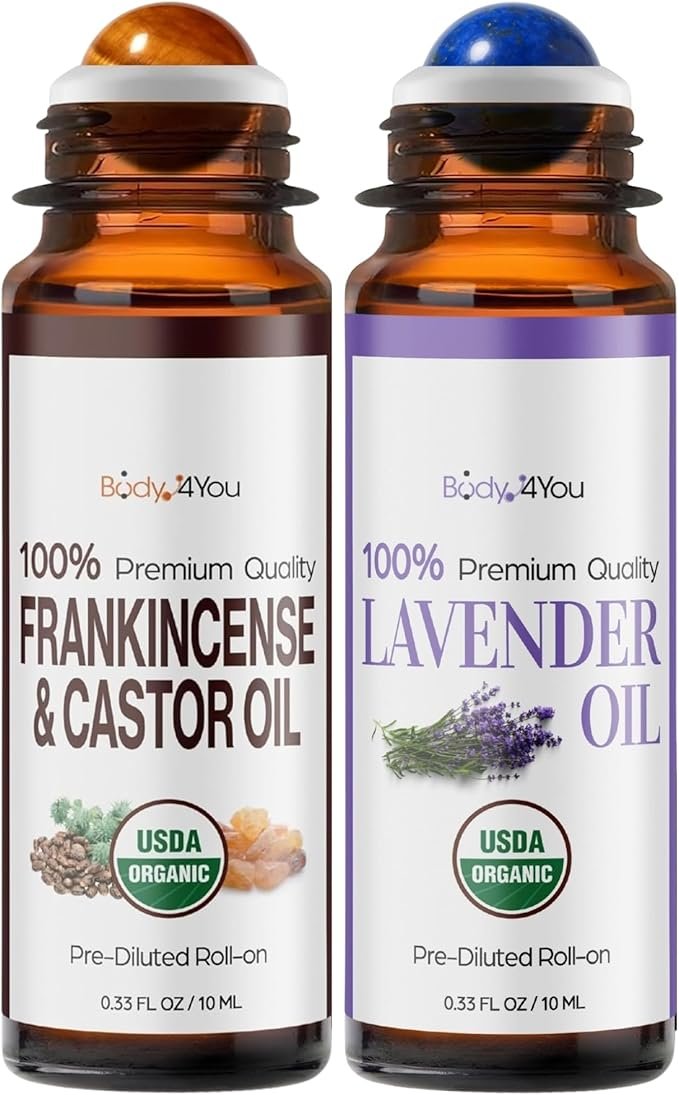 Body4You
100% Premium Quality
FRANKINCENSE
& CASTOR OIL
USDA
ORGANIC
Pre-Diluted Roll-on
0.33 FL OZ / 10 ML
Body4You
100% Premium Quality
LAVENDER
OIL
USDA
ORGANIC
Pre-Diluted Roll-on
0.33 FL OZ / 10 ML